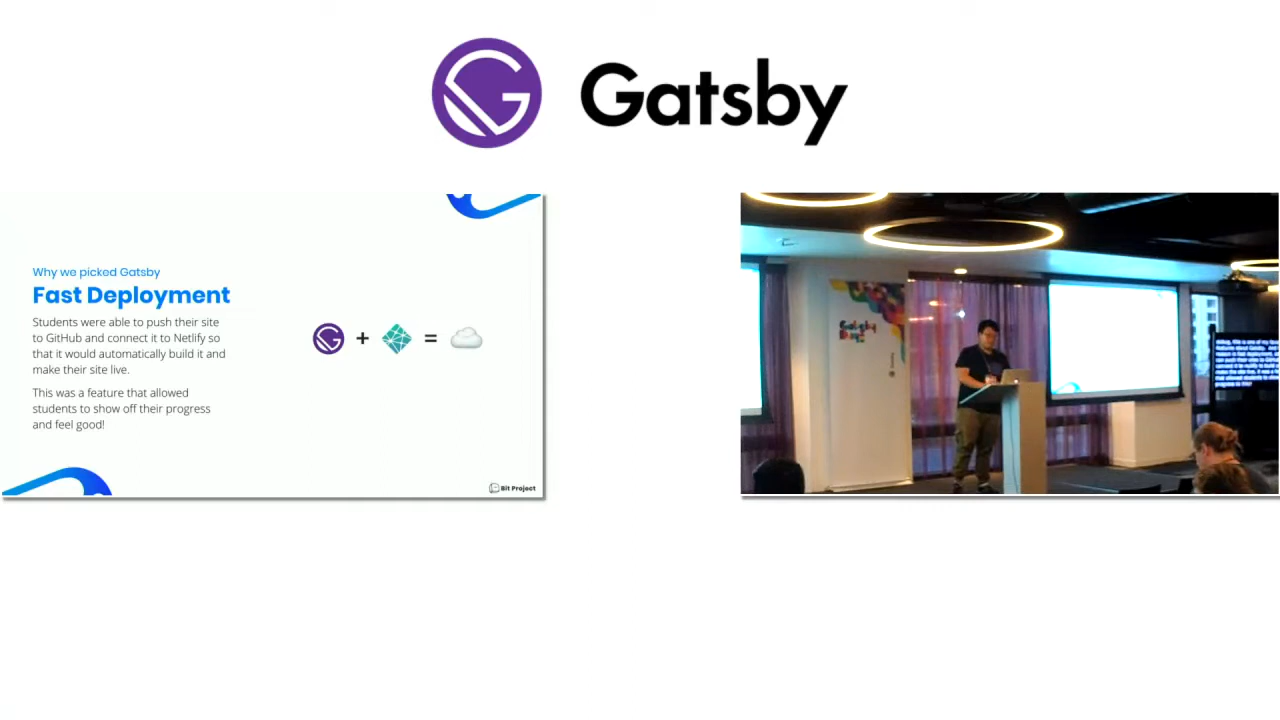 Gatsby
Why we picked Gatsby
Fast Deployment
Students were able to push their site
to GitHub and connect it to Netlify so
that it would automatically build it and
make their site live.
This was a feature that allowed
students to show off their progress
and feel good!
+
=
Bit Project
Gatsby
Days